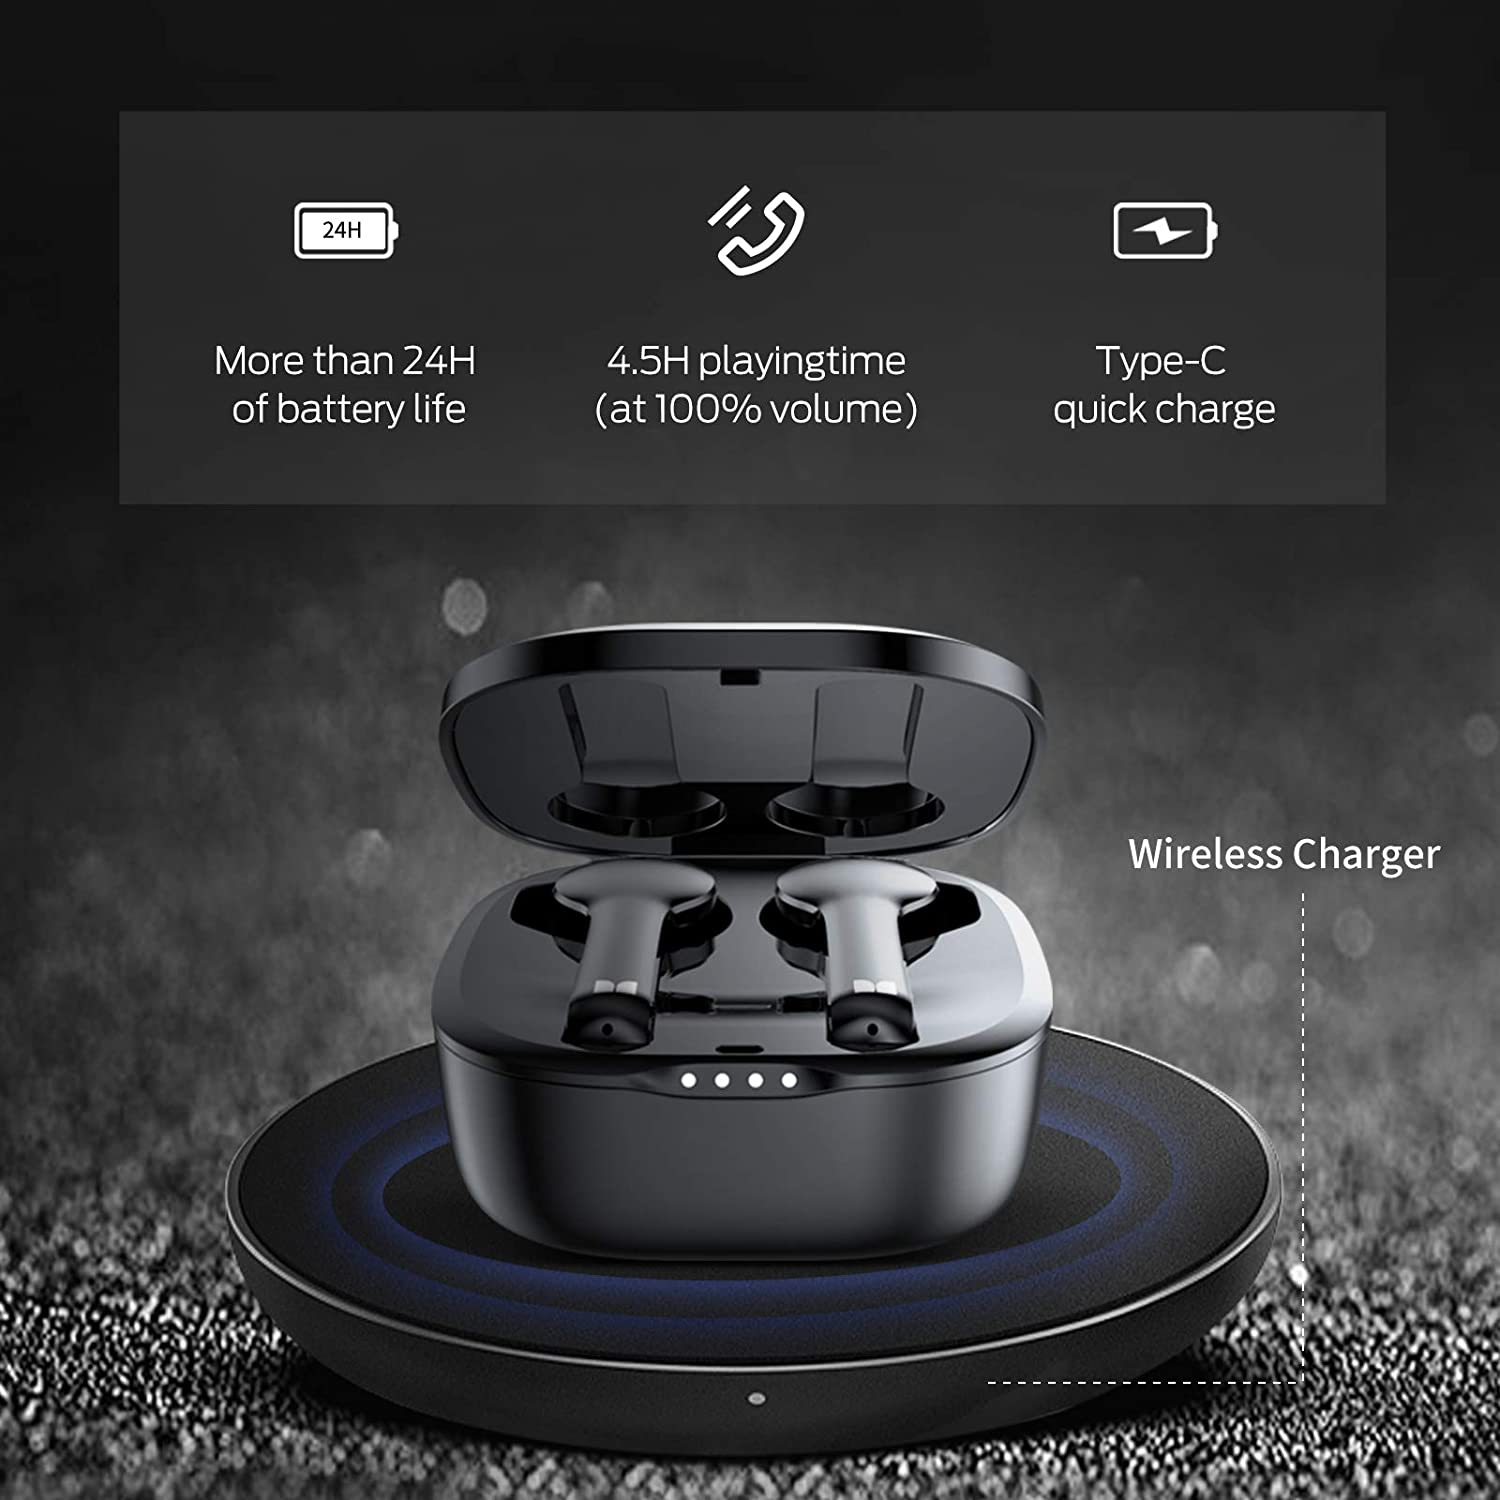 24H
More than 24H
of battery life
4.5H playingtime
(at 100% volume)
Type-C
quick charge
Wireless Charger